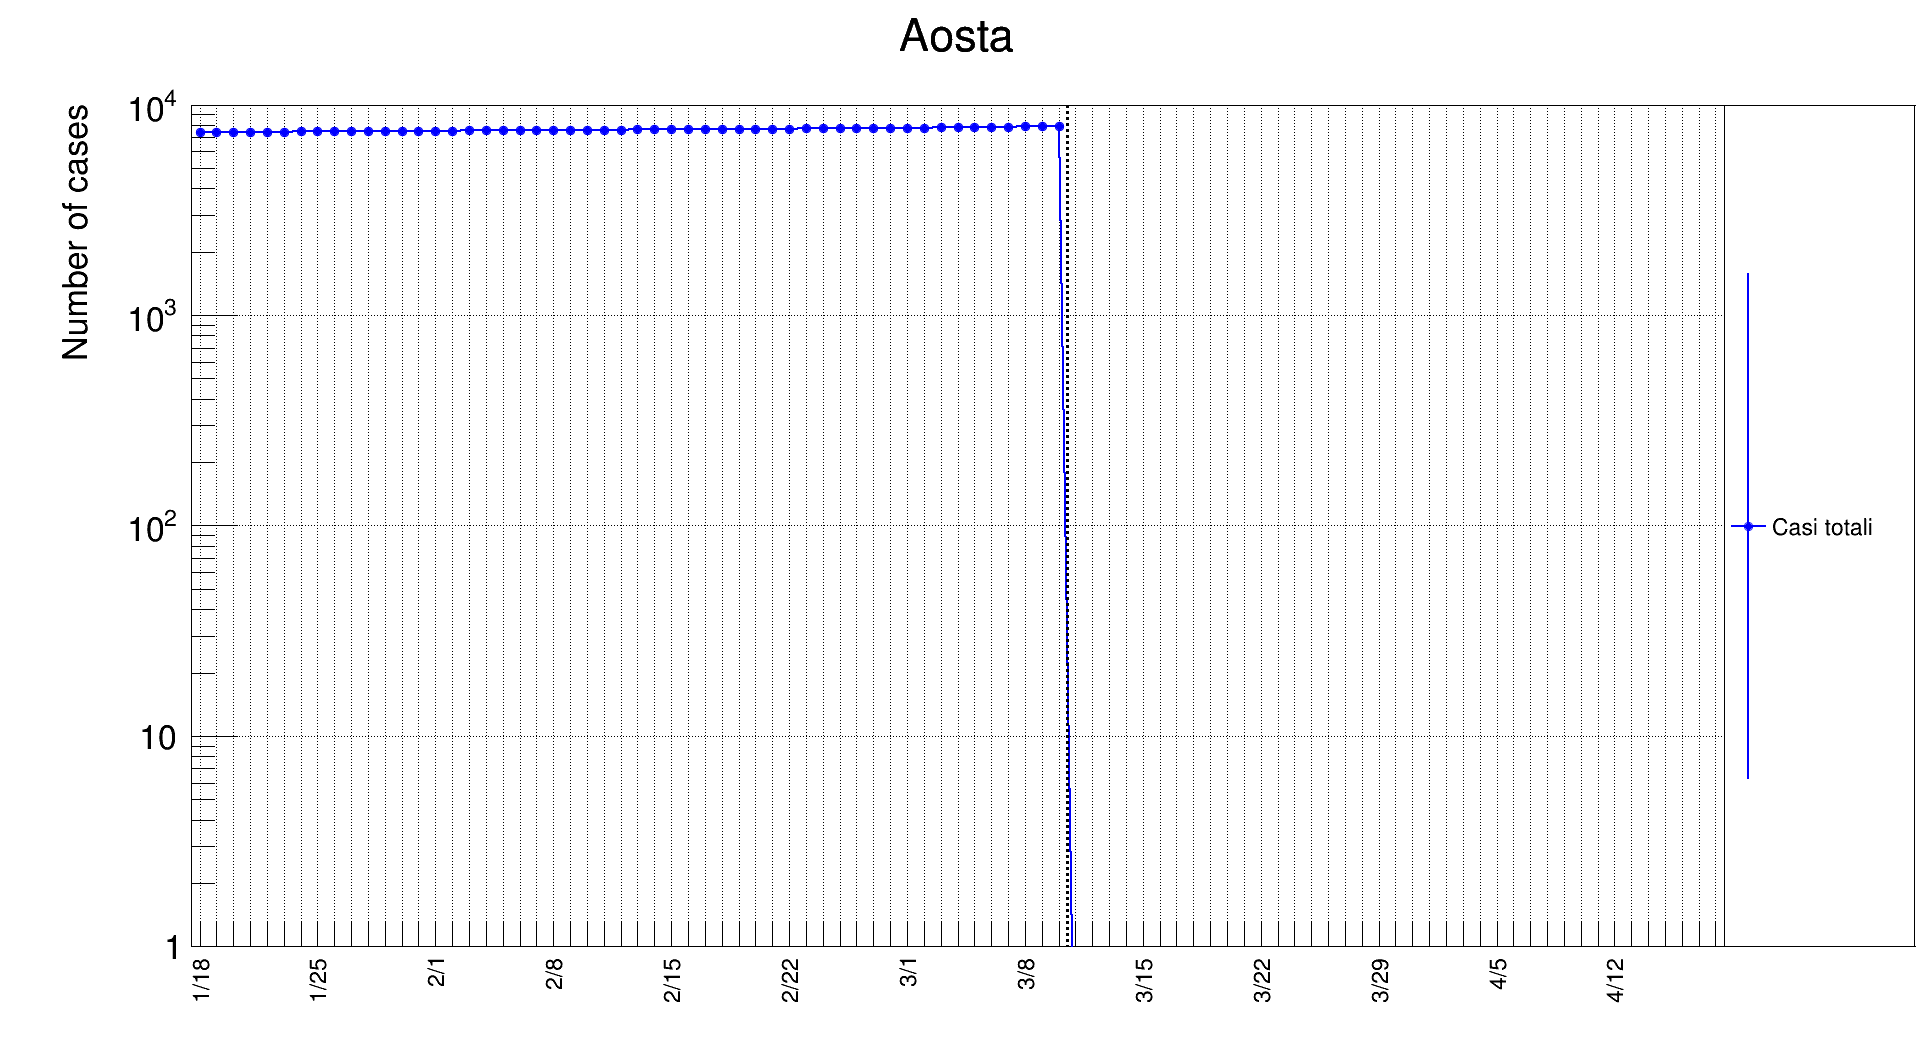 Aosta
Number of cases
10^4
10^3
10^2
10
1
1/18 1/25 2/1 2/8 2/15 2/22 3/1 3/8 3/15 3/22 3/29 4/5 4/12
Casi totali